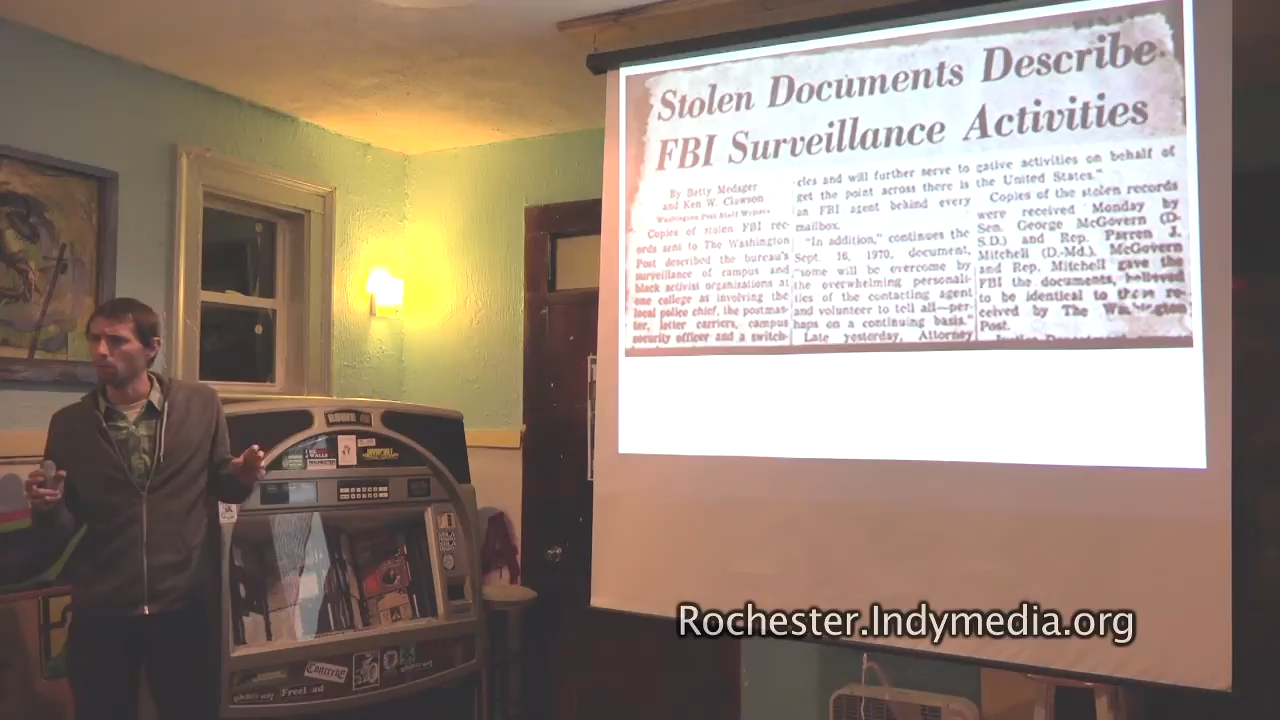 Stolen Documents Describe
FBI Surveillance Activities
By Betty Medsger
and Ken W. Clawson
Washington Post Staff Writers
Copies of stolen FBI rec-
ords sent to The Washington
Post described the bureau's
surveillance of campus and
black activist organizations at
one college as involving the
local police chief, the postmas-
ter, letter carriers, campus
security officer and a switch-
cles and will further serve to
get the point across there is
an FBI agent behind every
mailbox.
"In addition," continues the
Sept. 16, 1970, document,
"some will be overcome by
the overwhelming personali-
ties of the contacting agent
and volunteer to tell all—per-
haps on a continuing basis."
Late yesterday, Attorney
gative activities on behalf of
the United States."
Copies of the stolen records
were received Monday by
Sen. George McGovern (D-
S.D.) and Rep. Parren J.
Mitchell (D.-Md.). McGovern
and Rep. Mitchell gave the
FBI the documents, believed
to be identical to those re-
ceived by The Washington
Post.
ROWE
ROCHESTER
Concrete
Rochester.Indymedia.org